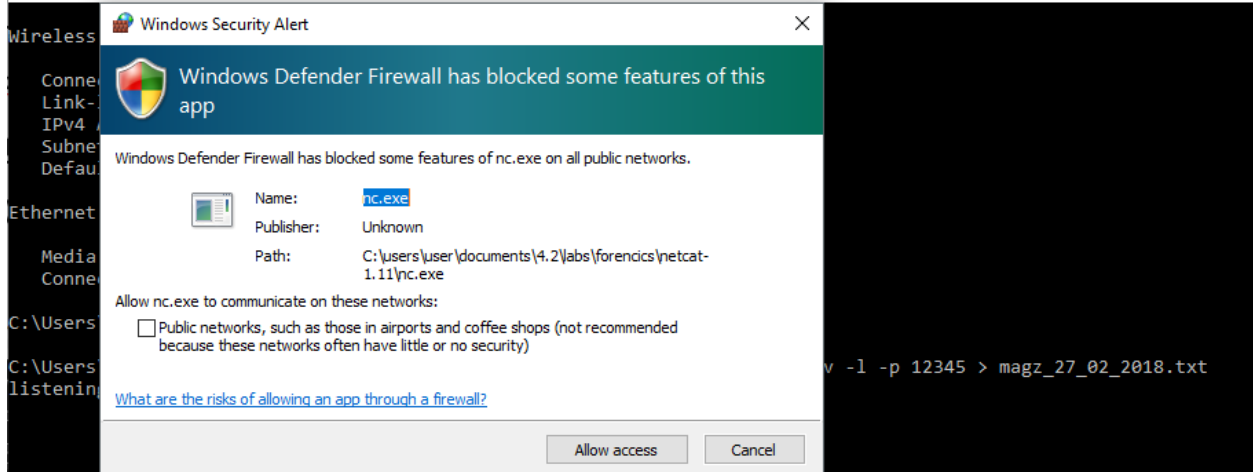 Windows Security Alert
Wireless
Windows Defender Firewall has blocked some features of this
app
Conne
Link-
IPv4
Subne
Defau
Windows Defender Firewall has blocked some features of nc.exe on all public networks.
Name: nc.exe
Ethernet
Publisher: Unknown
Media
Path: C:\users\user\documents\4.2\labs\forencics\netcat-
1.11\nc.exe
Conne
Allow nc.exe to communicate on these networks:
C:\Users
Public networks, such as those in airports and coffee shops (not recommended
because these networks often have little or no security)
C:\Users
v -l -p 12345 > magz_27_02_2018.txt
listenin
What are the risks of allowing an app through a firewall?
Allow access
Cancel